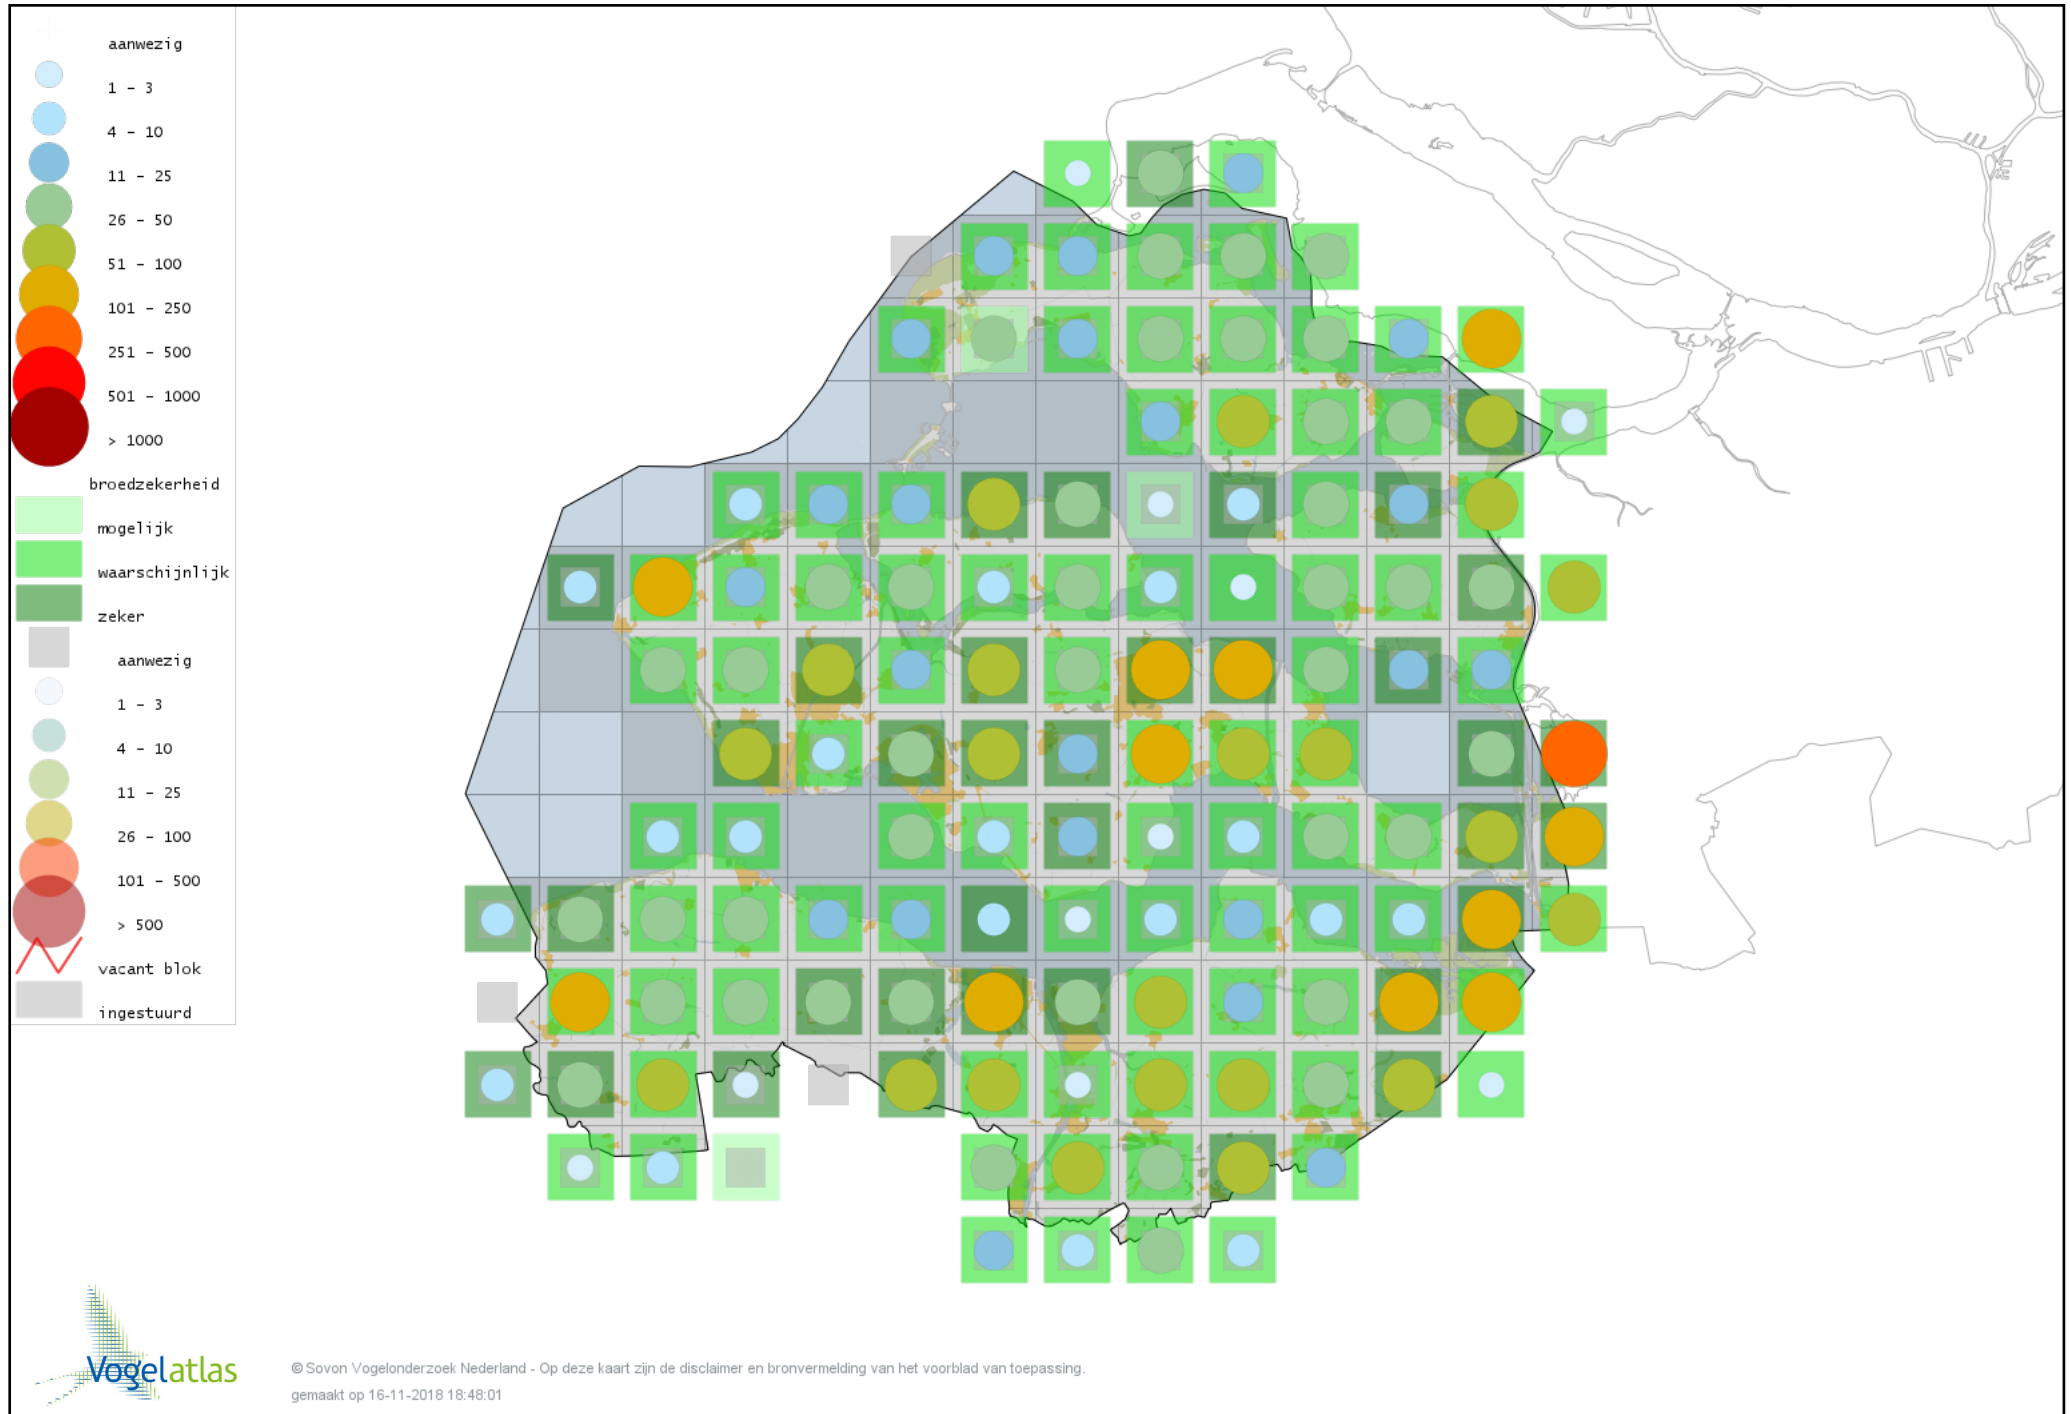 aanwezig
1 - 3
4 - 10
11 - 25
26 - 50
51 - 100
101 - 250
251 - 500
501 - 1000
> 1000
broedzekerheid
mogelijk
waarschijnlijk
zeker
aanwezig
1 - 3
4 - 10
11 - 25
26 - 100
101 - 500
> 500
vacant blok
ingestuurd
Vogelatlas
© Sovon Vogelonderzoek Nederland - Op deze kaart zijn de disclaimer en bronvermelding van het voorblad van toepassing.
gemaakt op 16-11-2018 18:48:01